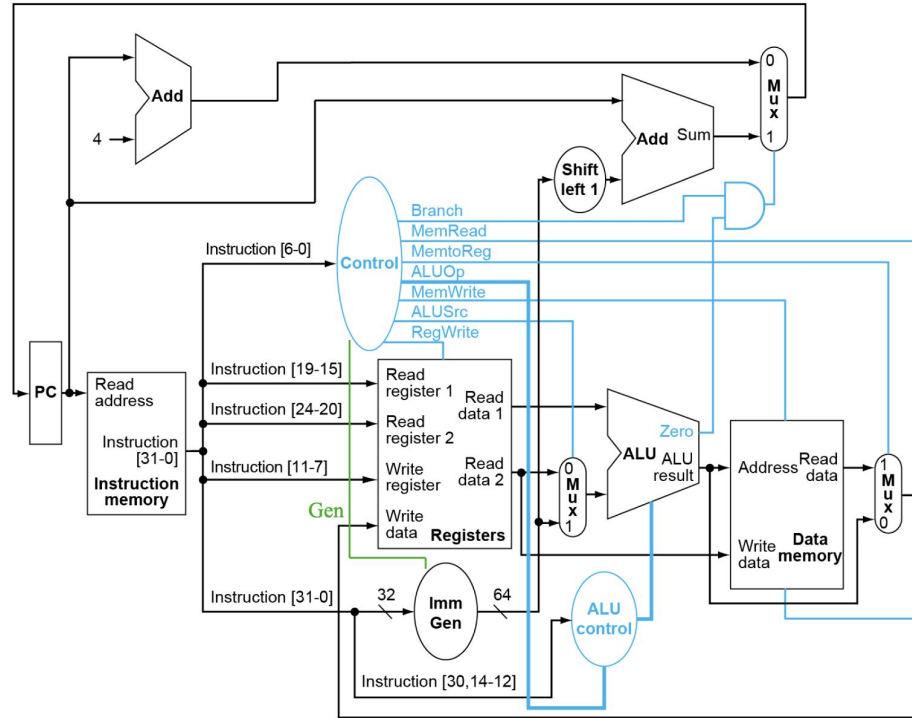 Add
4
Add Sum
0
Mux
1
Shift
left 1
Branch
MemRead
MemtoReg
ALUOp
MemWrite
ALUSrc
RegWrite
Control
Instruction [6-0]
Instruction [19-15]
Instruction [24-20]
Instruction [11-7]
Instruction [31-0]
PC
Read
address
Instruction
[31-0]
Instruction
memory
Read
register 1
Read
register 2
Write
register
Write
data
Read
data 1
Read
data 2
Registers
Gen
32
Imm
Gen
64
0
Mux
1
Zero
ALU
ALU
result
ALU
control
Instruction [30,14-12]
Address
Read
data
Write
data
Data
memory
1
Mux
0